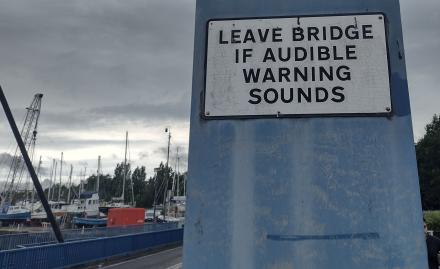 LEAVE BRIDGE
IF AUDIBLE
WARNING
SOUNDS